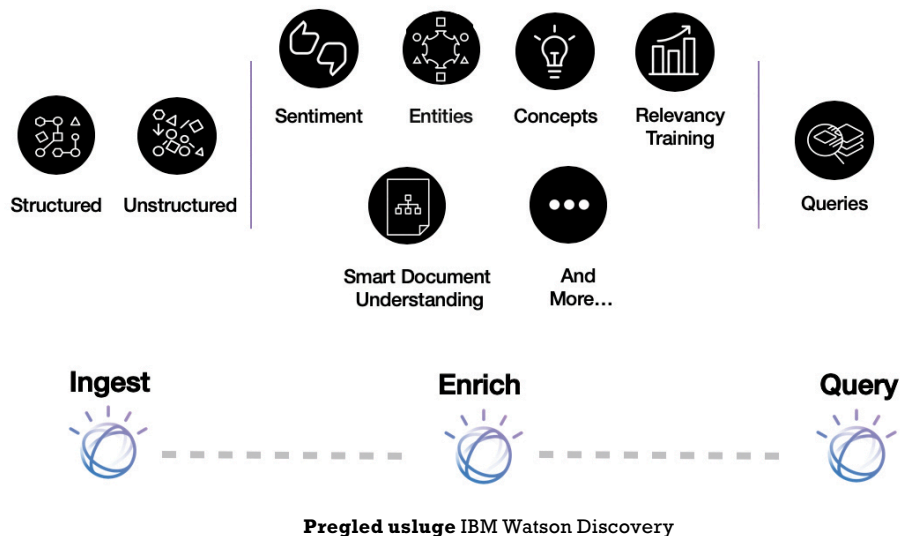 Sentiment
Entities
Concepts
Relevancy
Training
Structured
Unstructured
Queries
Smart Document
Understanding
And
More...
Ingest
Enrich
Query
Pregled usluge IBM Watson Discovery